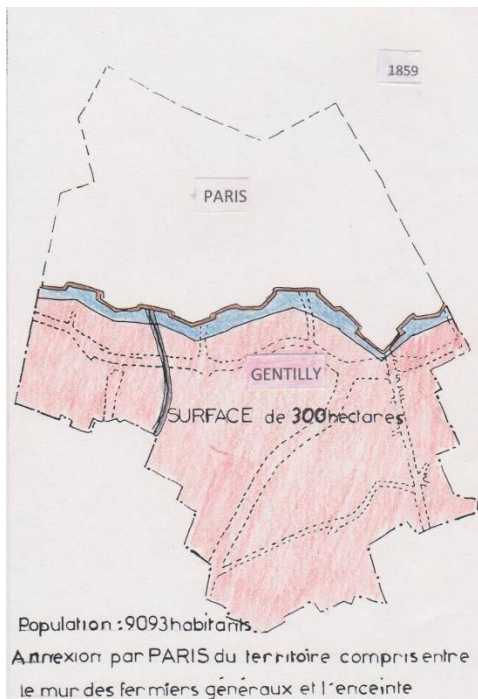 1859
PARIS
GENTILLY
SURFACE de 300hectares
Population : 9093habitants
Annexion par PARIS du territoire compris entre
le mur des fermiers généraux et l'enceinte